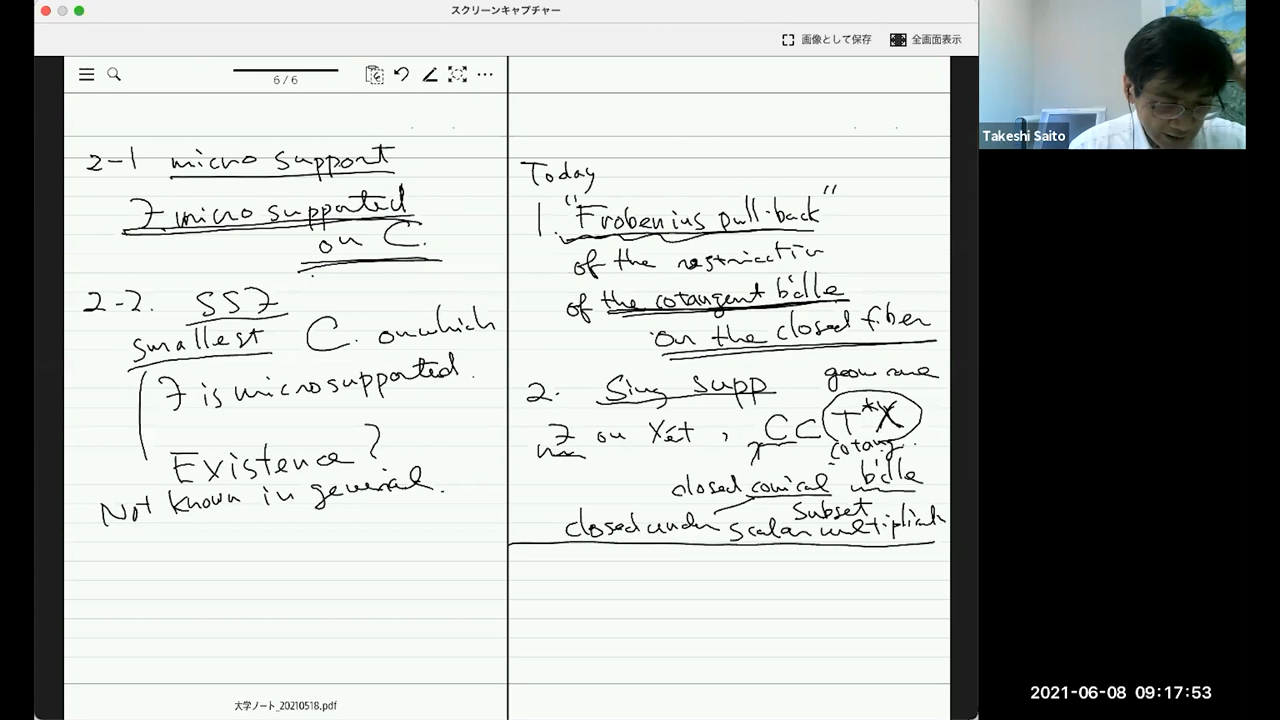 スクリーンキャプチャー
画像として保存
全画面表示
6 / 6
2-1 micro support
F micro supported
on C.
2-2. SSF
smallest C. on which
F is micro supported.
Existence?
Not known in general.
Today
1. "Frobenius pull-back"
of the restriction
of the cotangent b'dle
on the closed fiber
2. Sing supp
geom case
F on Xét, C ⊂ T*X
cotang.
closed conical b'dle
subset
closed under scalar multiplicat
大学ノート_20210518.pdf
Takeshi Saito
2021-06-08 09:17:53